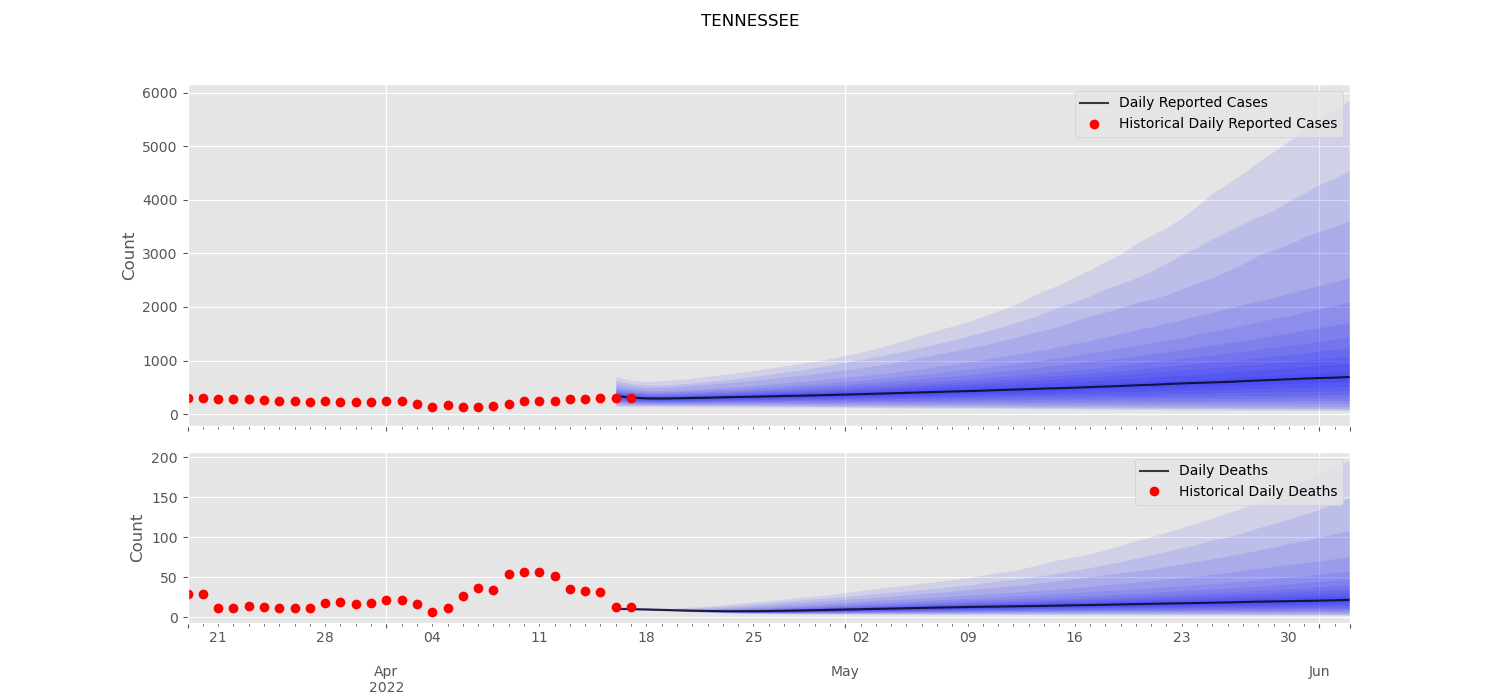 TENNESSEE
6000
5000
4000
3000
2000
1000
0
Count
Daily Reported Cases
Historical Daily Reported Cases
200
150
100
50
0
Count
Daily Deaths
Historical Daily Deaths
21 28 04 11 18 25 02 09 16 23 30
Apr May Jun
2022